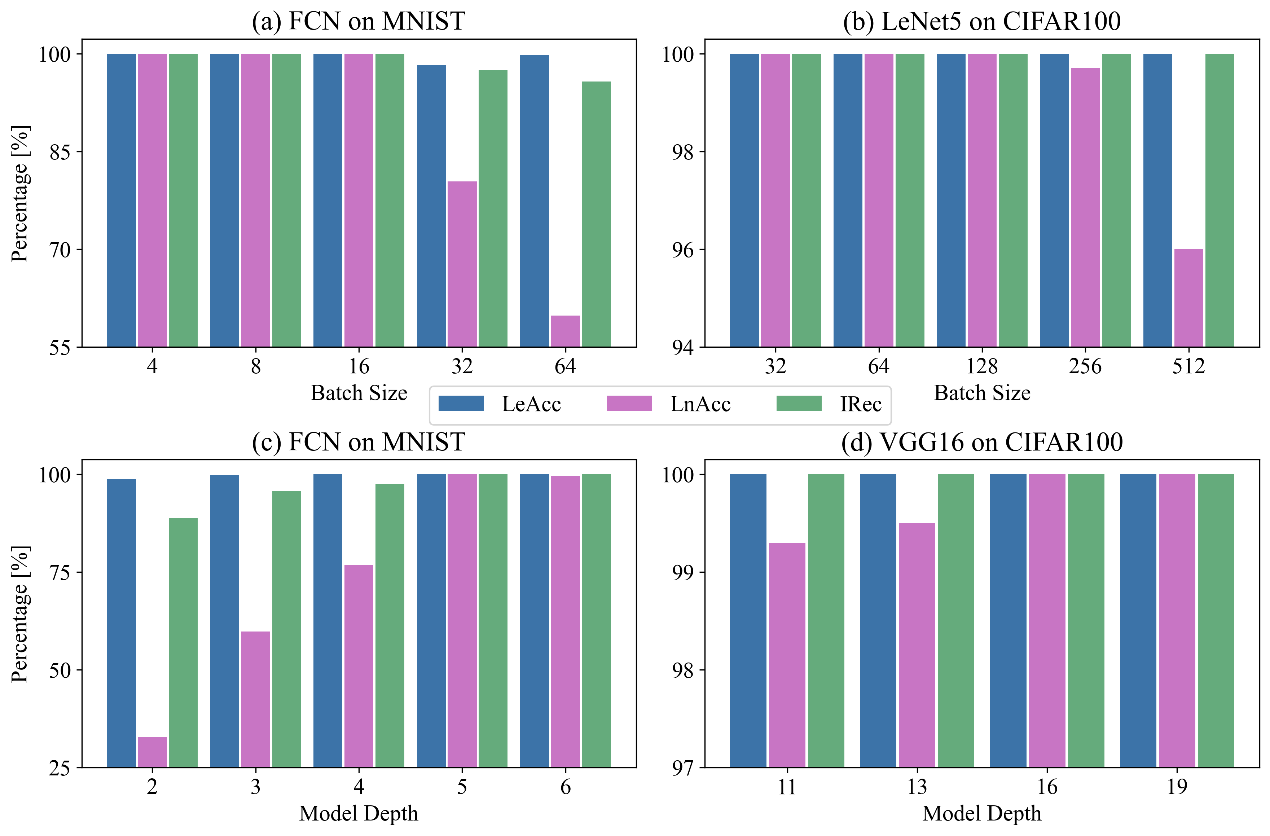 (a) FCN on MNIST
100
85
70
55
Percentage [%]
4 8 16 32 64
Batch Size
(b) LeNet5 on CIFAR100
100
98
96
94
32 64 128 256 512
Batch Size
LeAcc LnAcc IRec
(c) FCN on MNIST
100
75
50
25
Percentage [%]
2 3 4 5 6
Model Depth
(d) VGG16 on CIFAR100
100
99
98
97
11 13 16 19
Model Depth